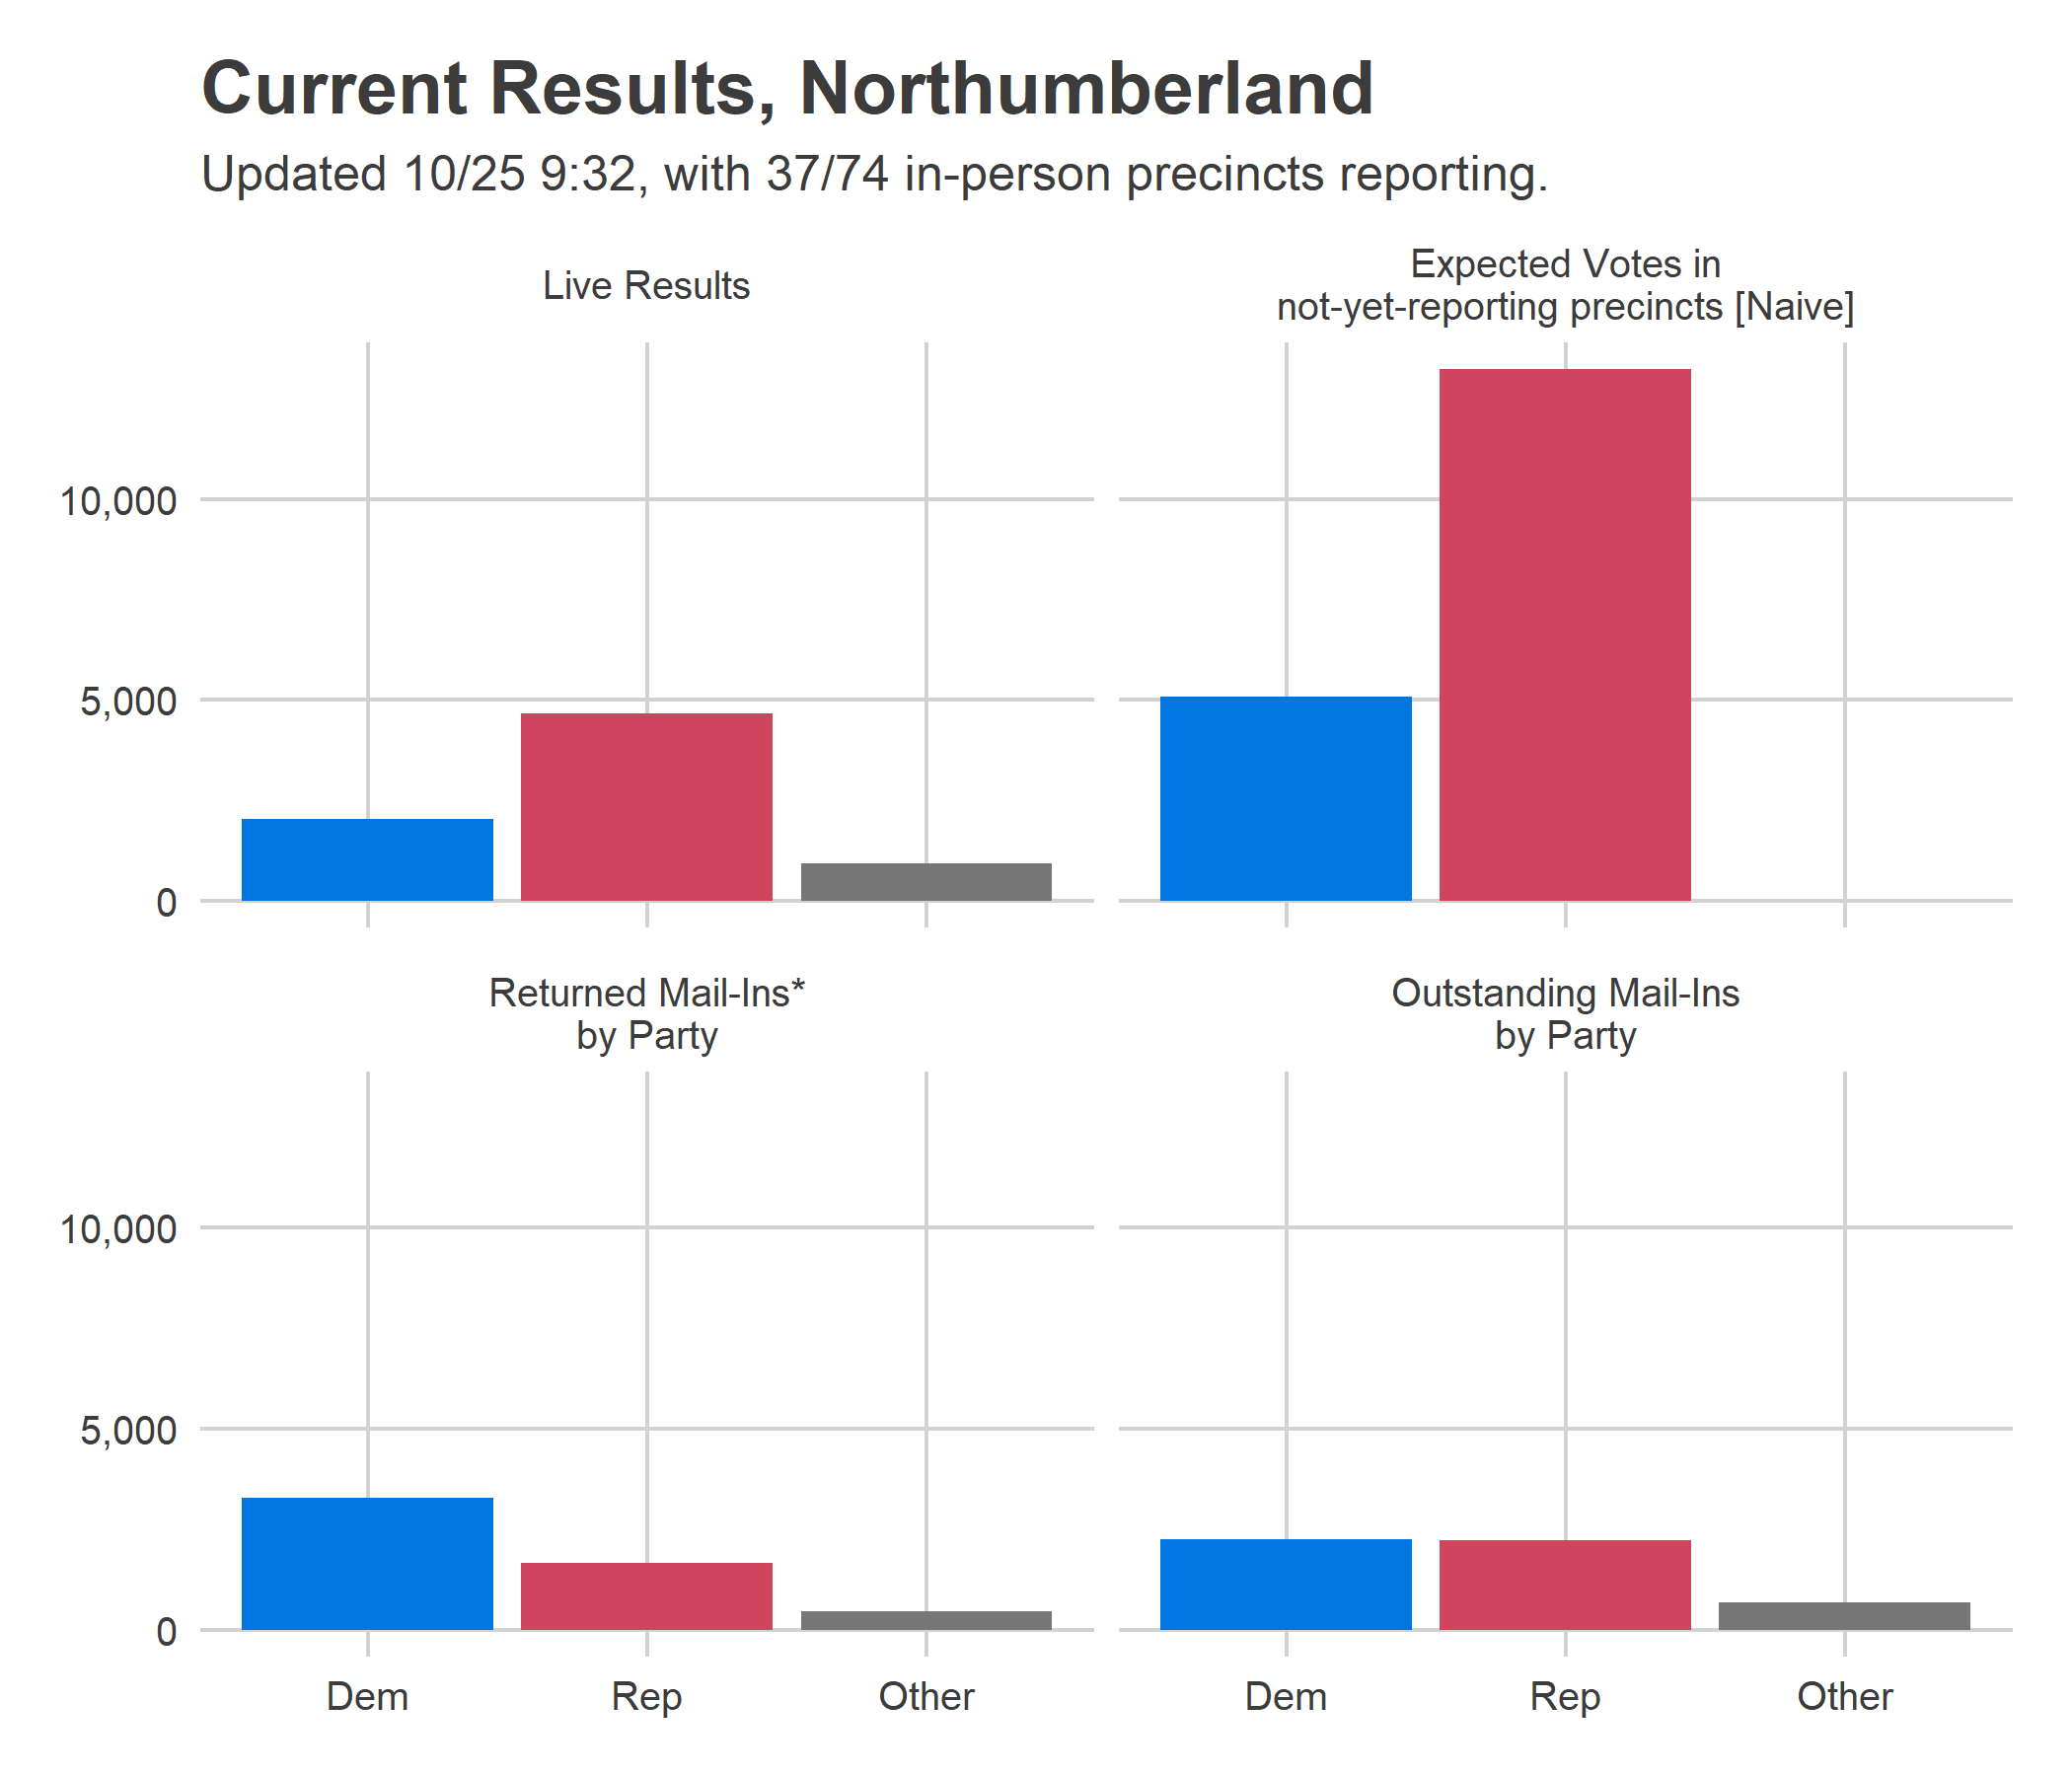 Current Results, Northumberland
Updated 10/25 9:32, with 37/74 in-person precincts reporting.
Live Results
Expected Votes in
not-yet-reporting precincts [Naive]
10,000
5,000
0
Returned Mail-Ins*
by Party
Outstanding Mail-Ins
by Party
10,000
5,000
0
Dem
Rep
Other
Dem
Rep
Other